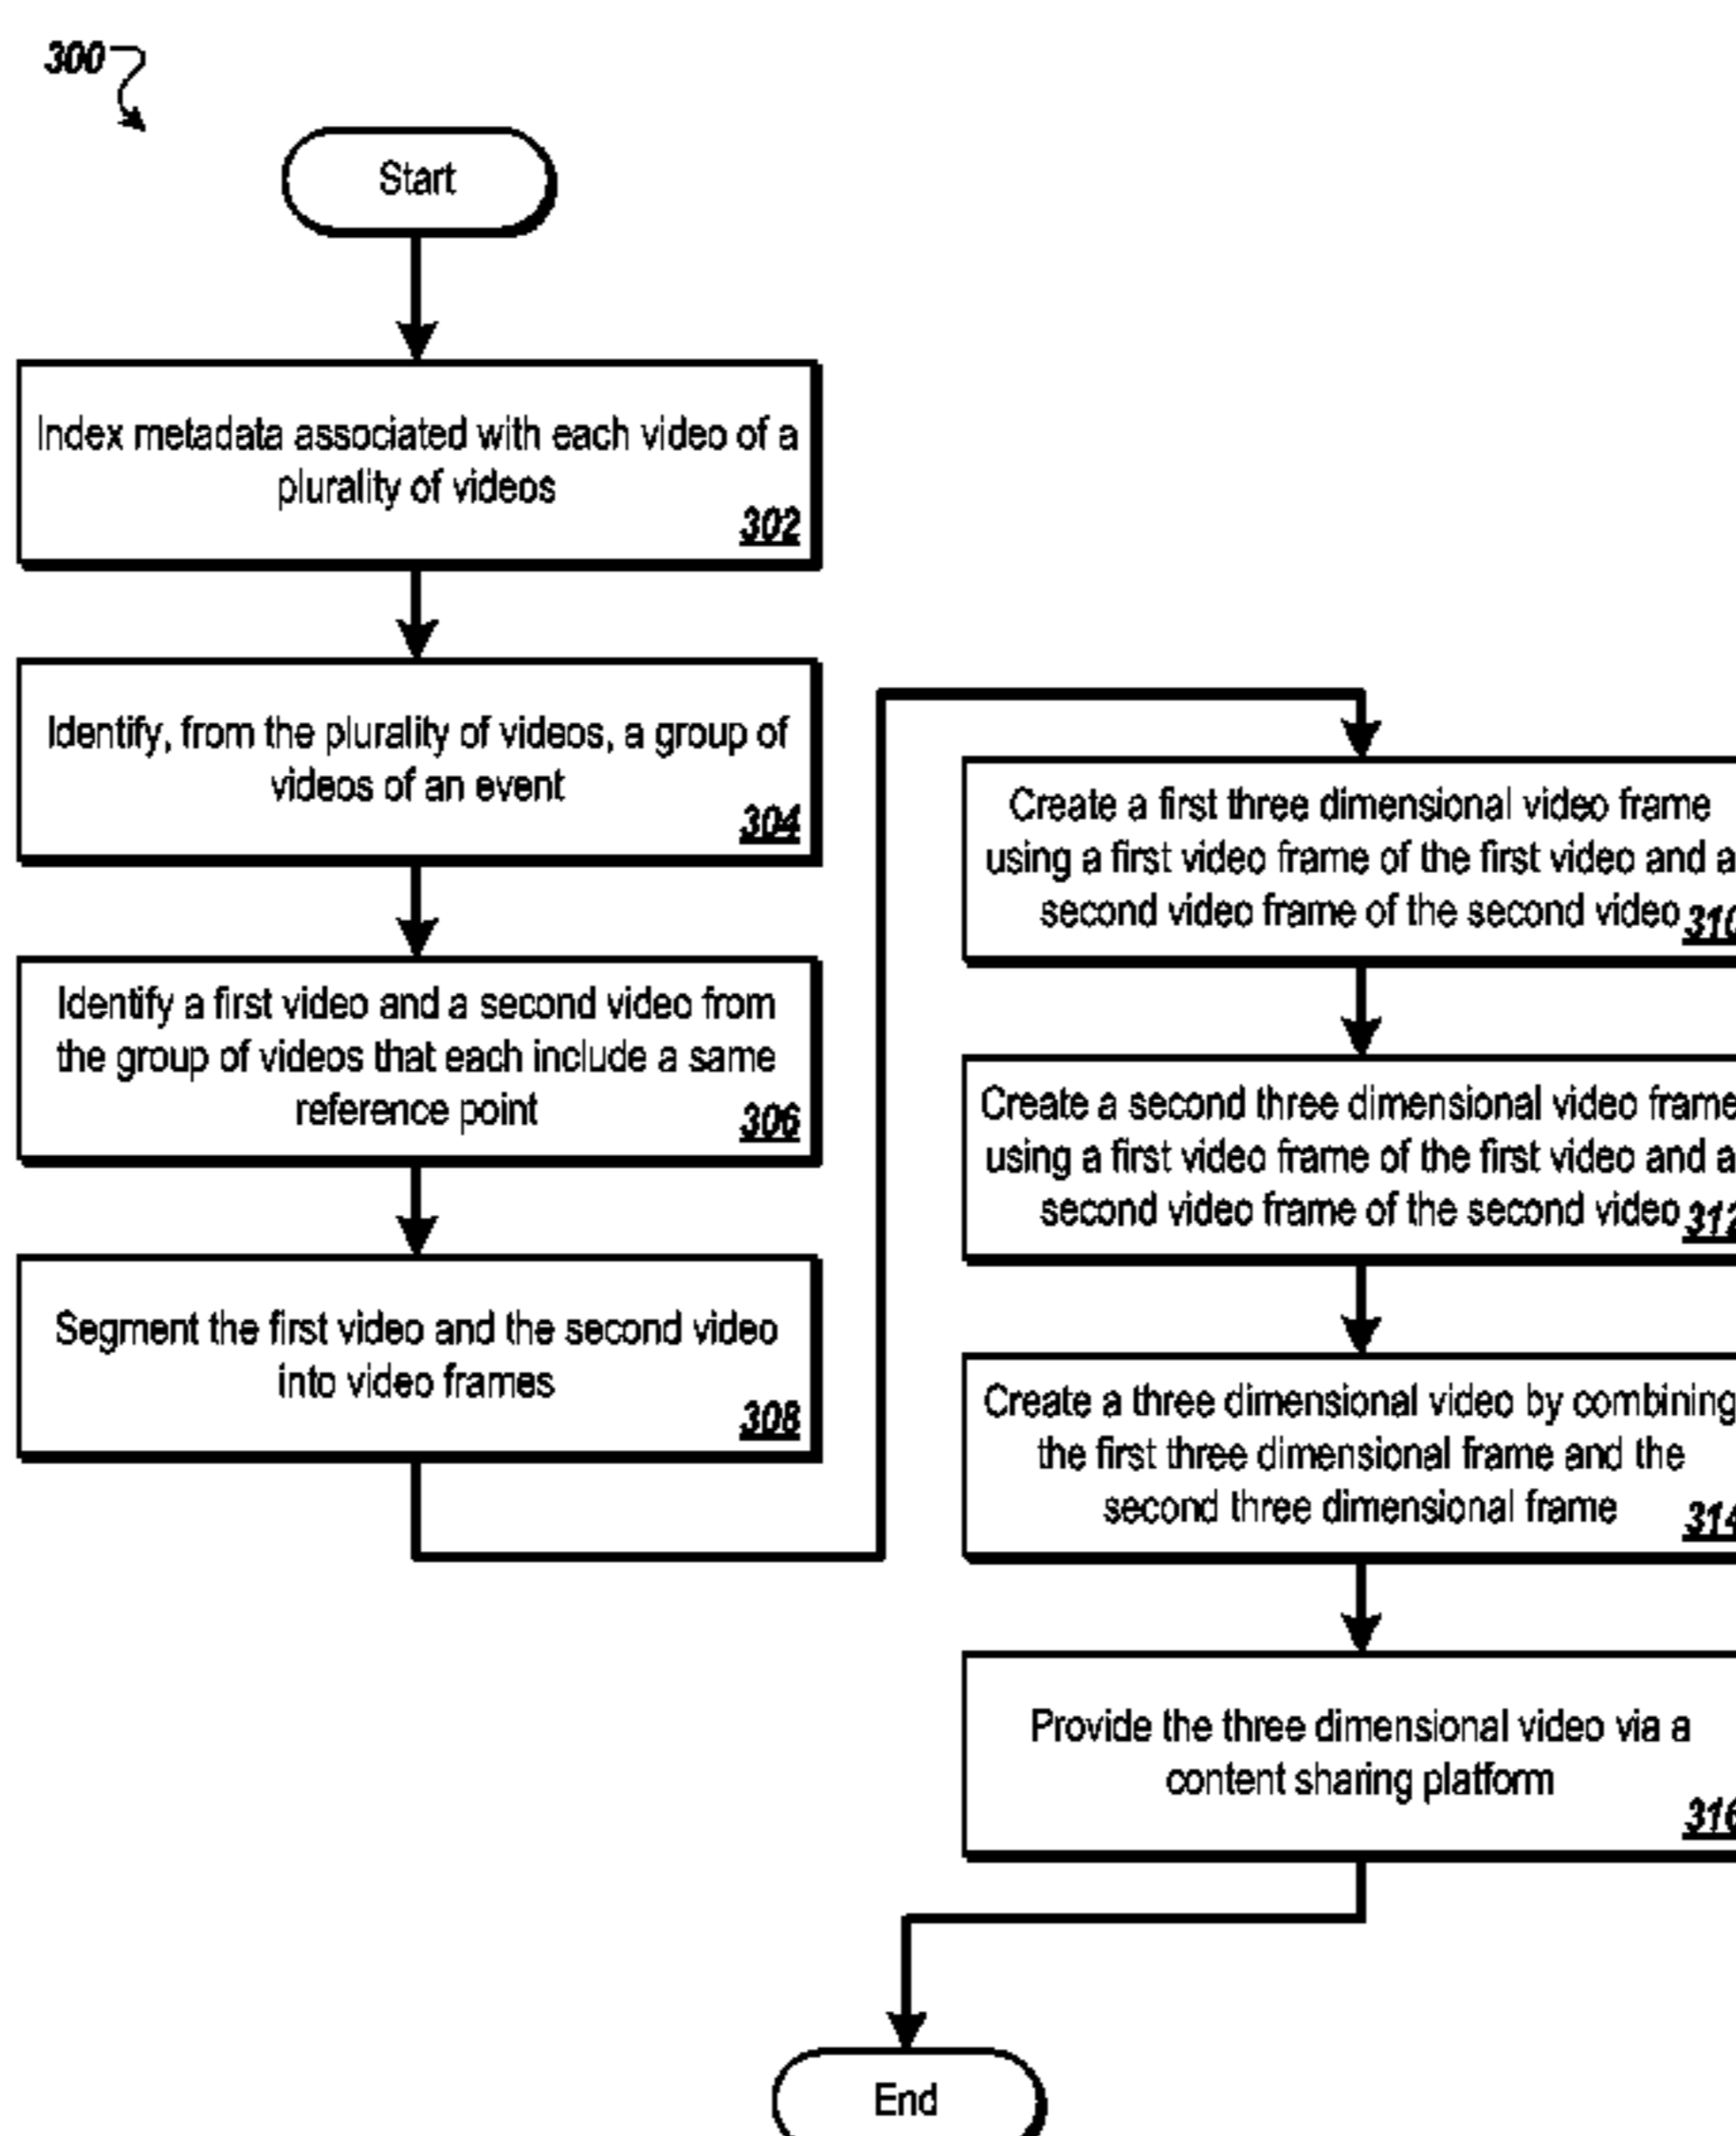 300
Start
Index metadata associated with each video of a
plurality of videos
302
Identify, from the plurality of videos, a group of
videos of an event
304
Identify a first video and a second video from
the group of videos that each include a same
reference point
306
Segment the first video and the second video
into video frames
308
Create a first three dimensional video frame
using a first video frame of the first video and a
second video frame of the second video
310
Create a second three dimensional video frame
using a first video frame of the first video and a
second video frame of the second video
312
Create a three dimensional video by combining
the first three dimensional frame and the
second three dimensional frame
314
Provide the three dimensional video via a
content sharing platform
316
End